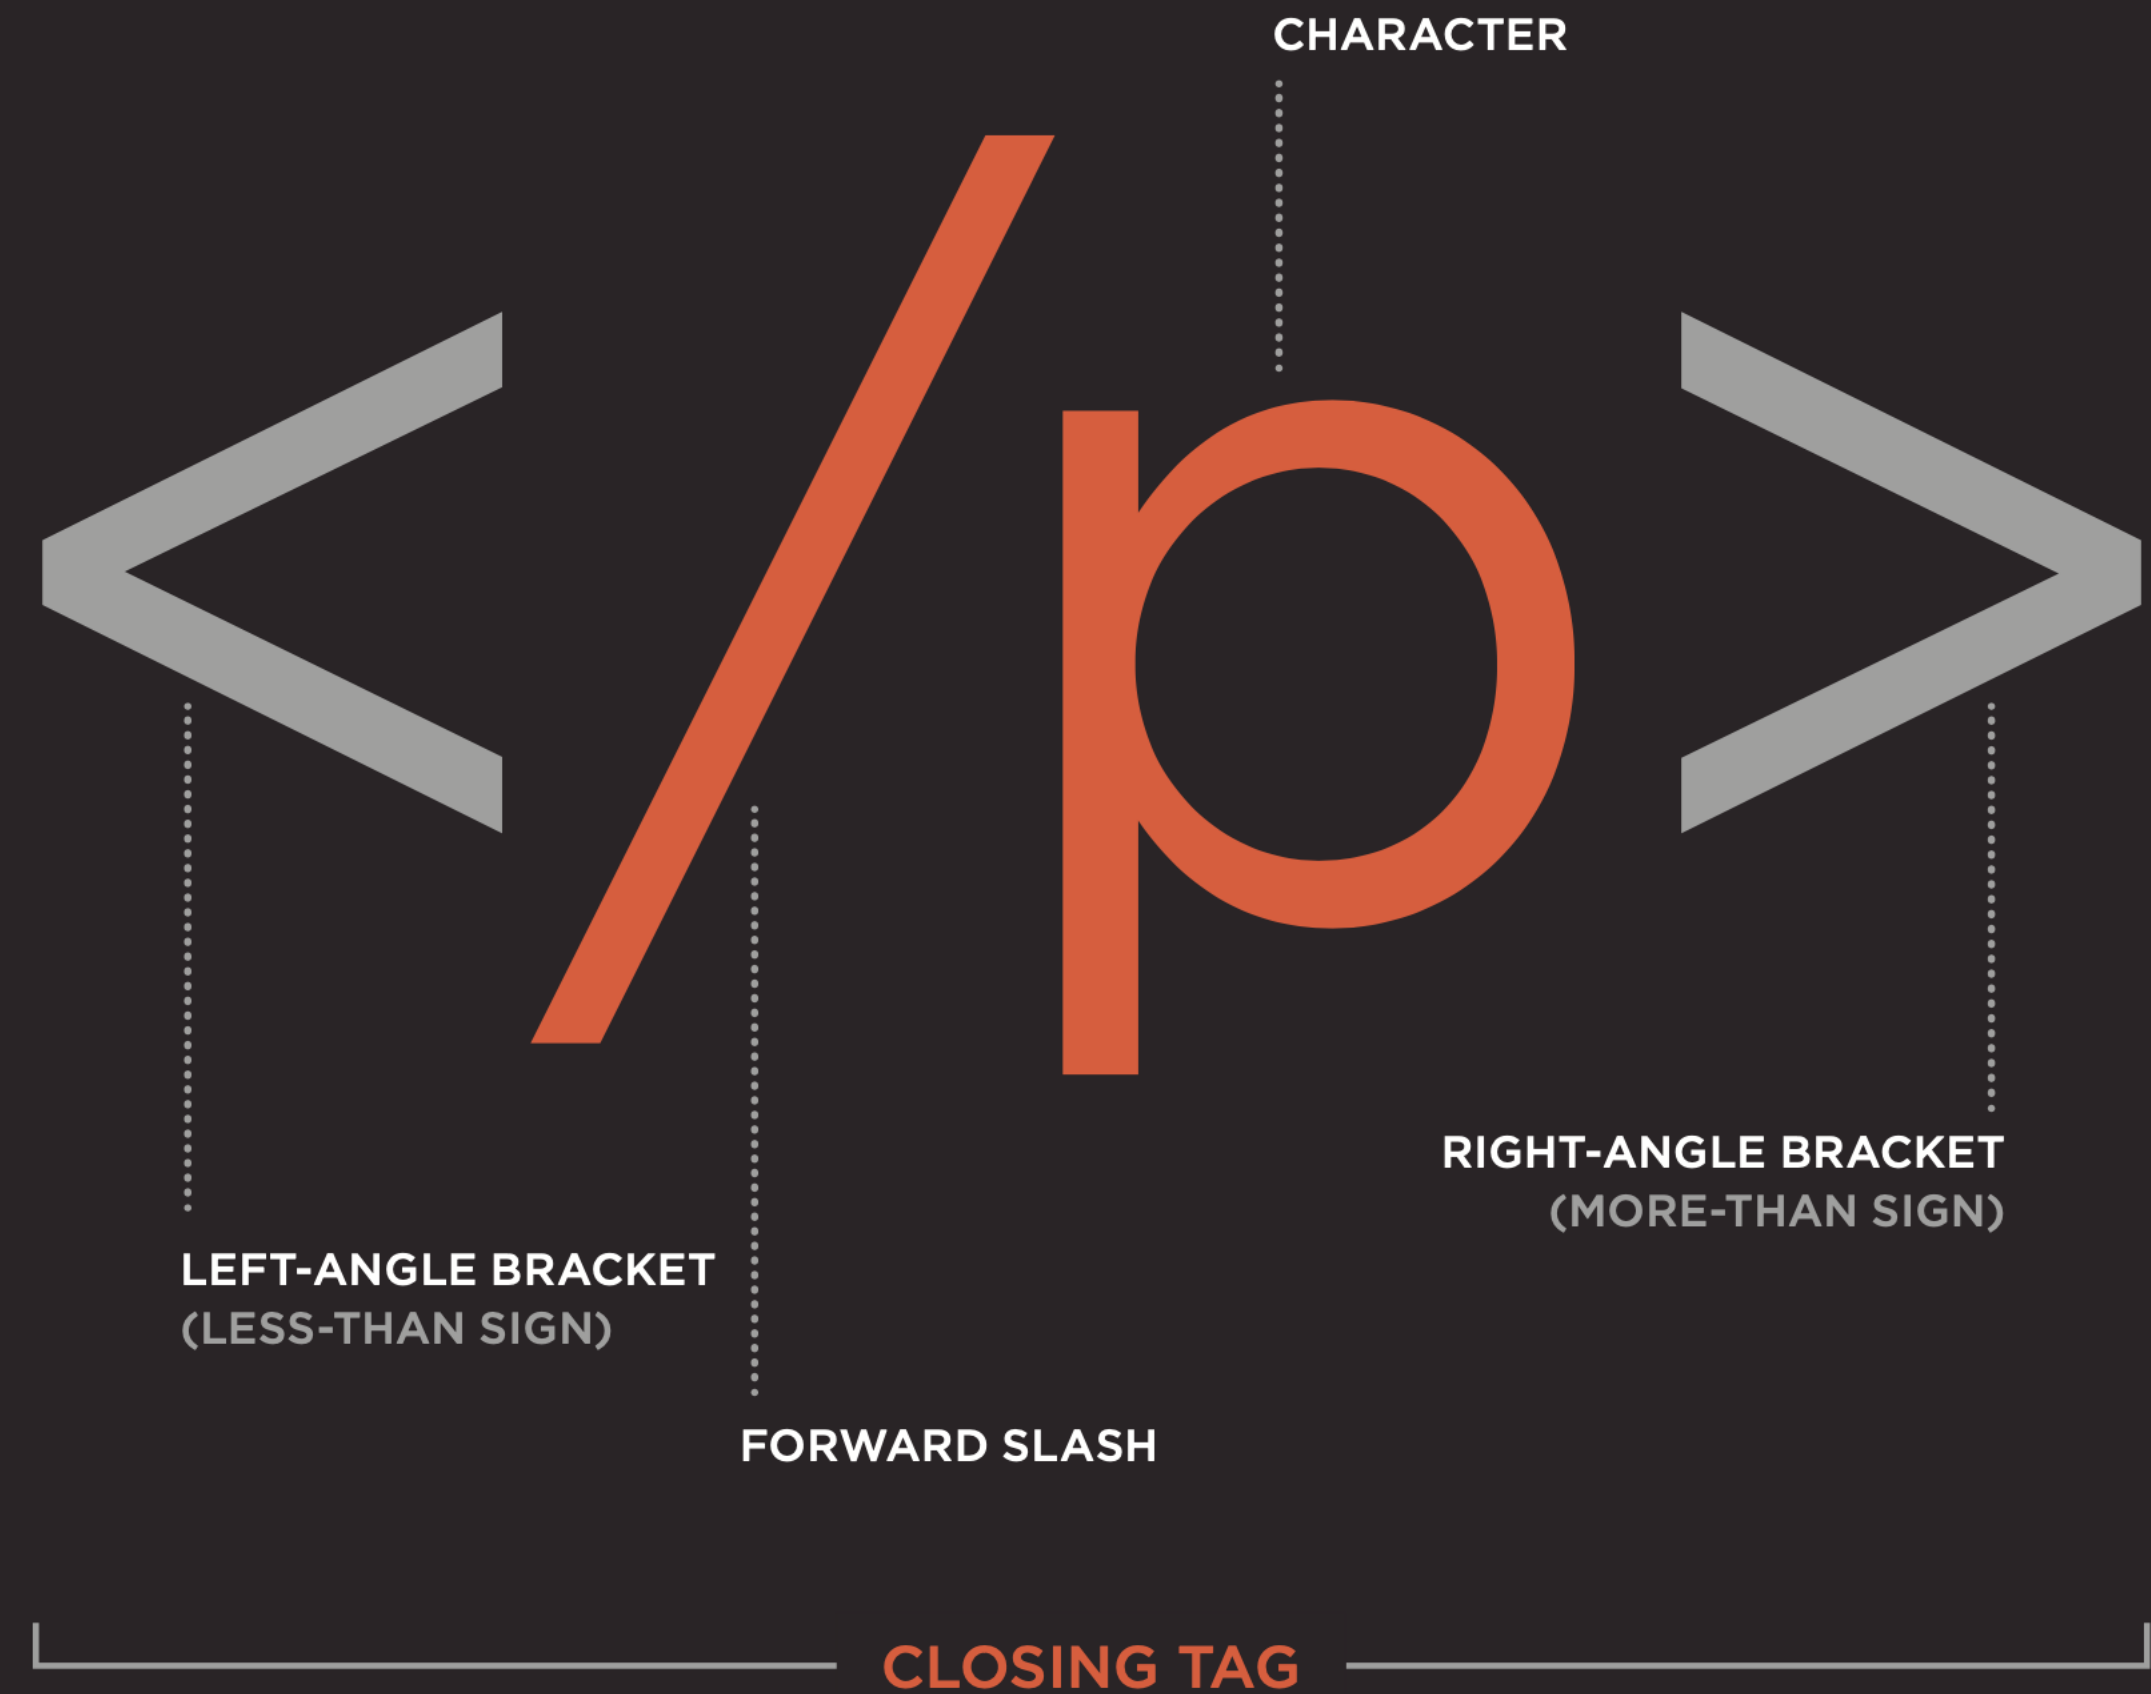 CHARACTER
</p>
RIGHT-ANGLE BRACKET
(MORE-THAN SIGN)
LEFT-ANGLE BRACKET
(LESS-THAN SIGN)
FORWARD SLASH
CLOSING TAG